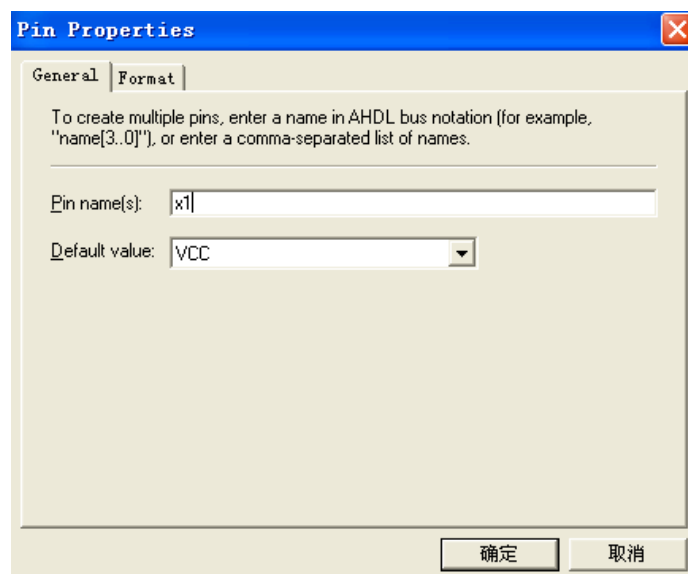 Pin Properties
General Format
To create multiple pins, enter a name in AHDL bus notation (for example,
"name[3..0]"), or enter a comma-separated list of names.
Pin name(s): x1
Default value: VCC
确定 取消